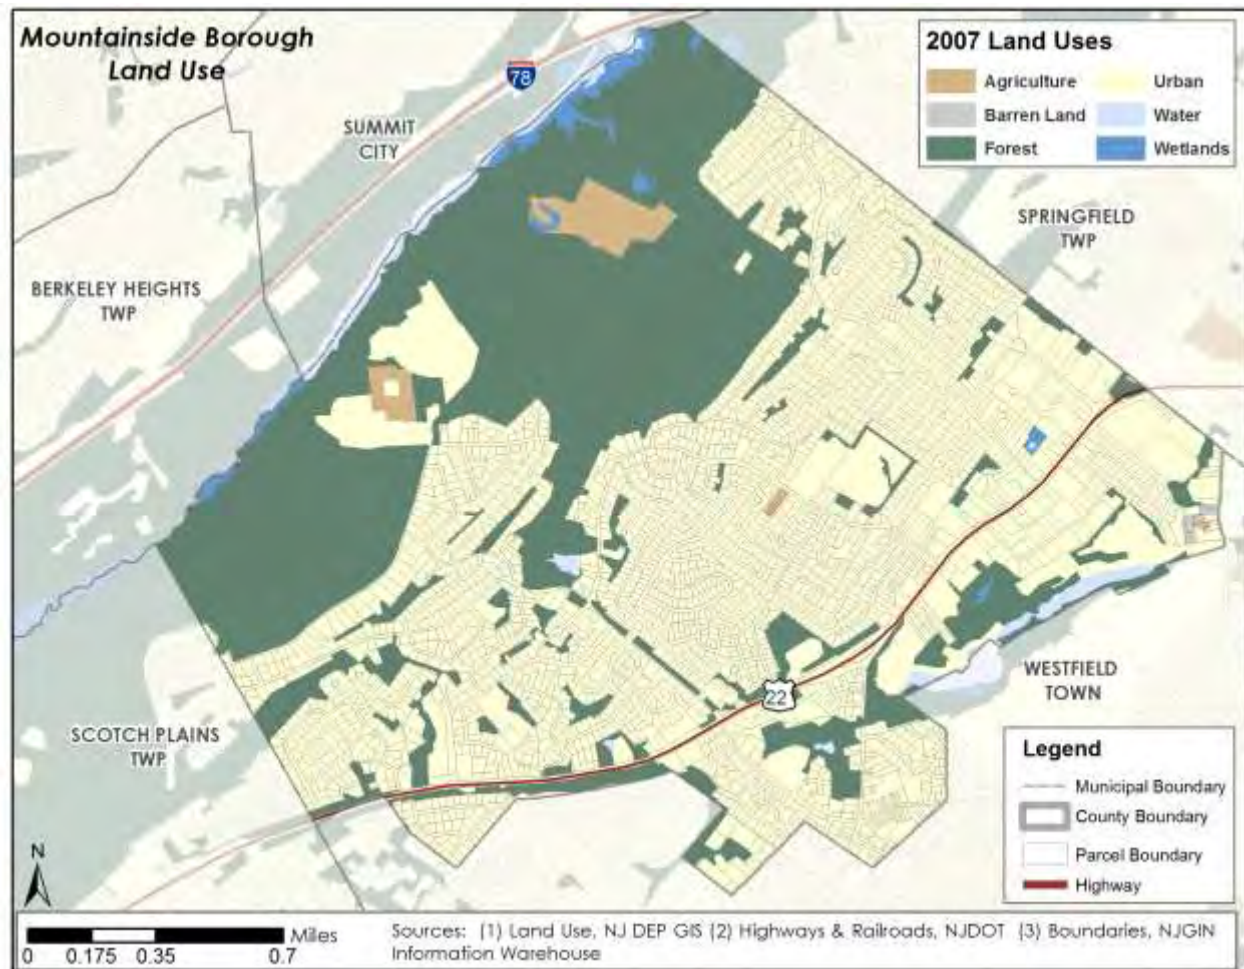 Mountainside Borough
Land Use
78
SUMMIT
CITY
BERKELEY HEIGHTS
TWP
2007 Land Uses
Agriculture
Urban
Barren Land
Water
Forest
Wetlands
SPRINGFIELD
TWP
22
WESTFIELD
TOWN
SCOTCH PLAINS
TWP
Legend
Municipal Boundary
County Boundary
Parcel Boundary
Highway
N
Miles
0 0.175 0.35 0.7
Sources: (1) Land Use, NJ DEP GIS (2) Highways & Railroads, NJDOT (3) Boundaries, NJGIN
Information Warehouse